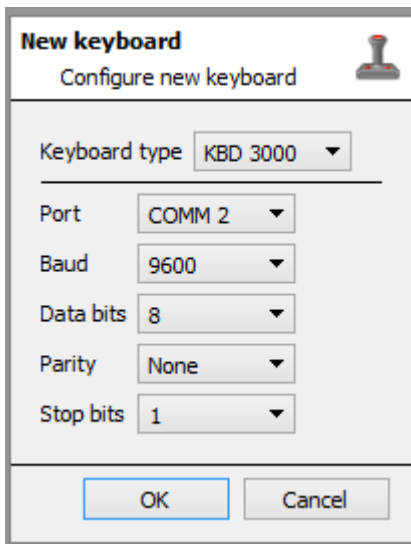 New keyboard
Configure new keyboard
Keyboard type KBD 3000
Port COMM 2
Baud 9600
Data bits 8
Parity None
Stop bits 1
OK Cancel